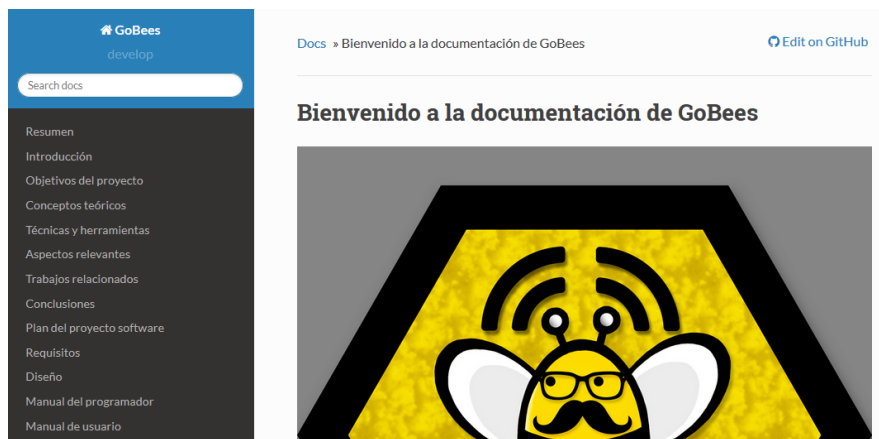 GoBees
develop
Search docs
Resumen
Introducción
Objetivos del proyecto
Conceptos teóricos
Técnicas y herramientas
Aspectos relevantes
Trabajos relacionados
Conclusiones
Plan del proyecto software
Requisitos
Diseño
Manual del programador
Manual de usuario
Docs » Bienvenido a la documentación de GoBees
Edit on GitHub
Bienvenido a la documentación de GoBees